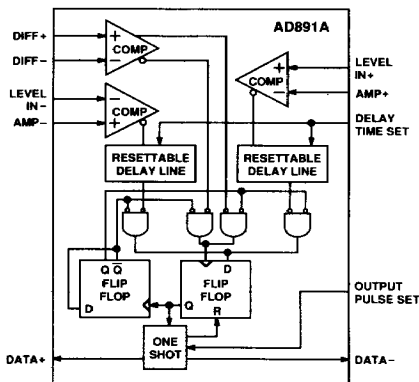 AD891A
DIFF+
+
COMP
DIFF-
-
LEVEL
IN-
-
COMP
AMP-
+
COMP
+
LEVEL
IN+
-
AMP+
DELAY
TIME SET
RESETTABLE
DELAY LINE
RESETTABLE
DELAY LINE
Q Q̅
D
FLIP
FLOP
D
FLIP
FLOP
Q
R
OUTPUT
PULSE SET
ONE
SHOT
DATA+
DATA-